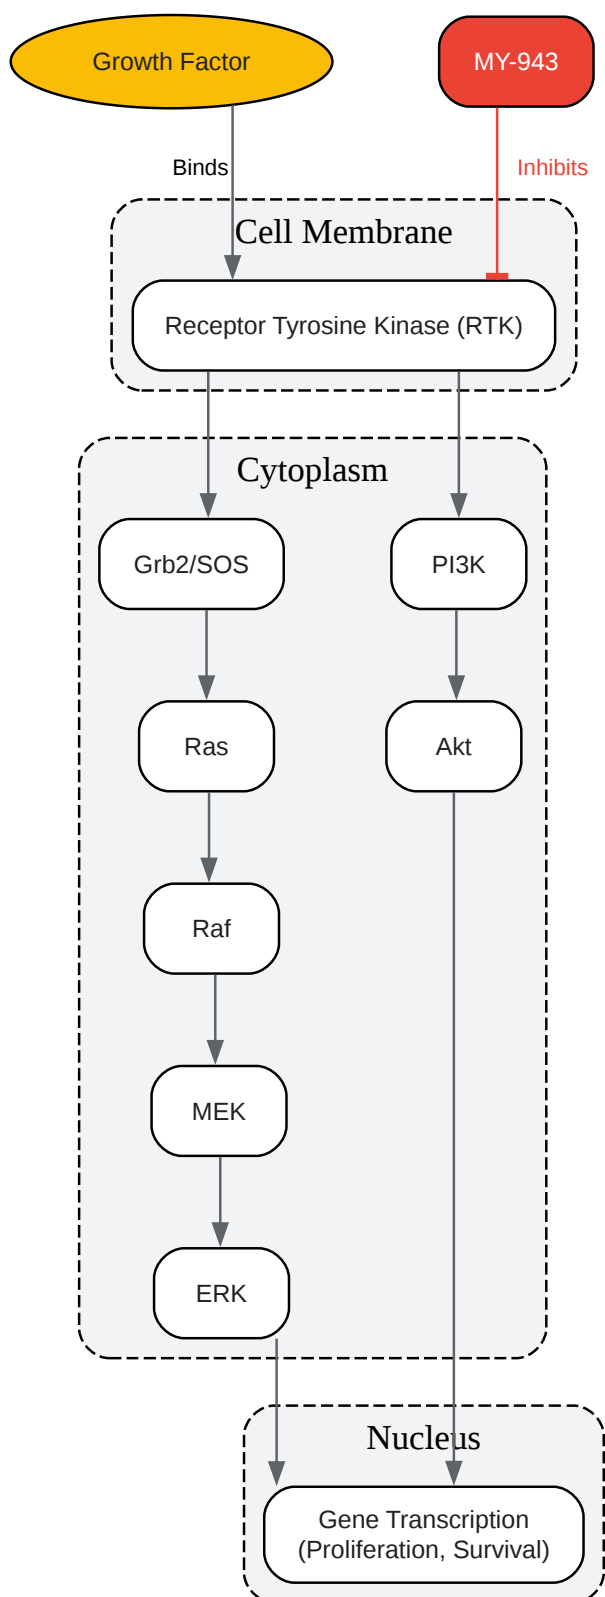 Growth Factor
MY-943
Binds
Inhibits
Cell Membrane
Receptor Tyrosine Kinase (RTK)
Cytoplasm
Grb2/SOS
PI3K
Ras
Akt
Raf
MEK
ERK
Nucleus
Gene Transcription
(Proliferation, Survival)